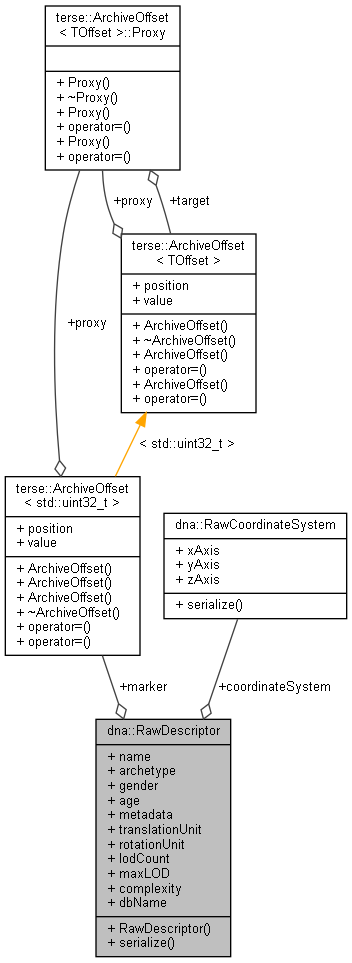 terse::ArchiveOffset
< TOffset >::Proxy
+ Proxy()
+ ~Proxy()
+ Proxy()
+ operator=()
+ Proxy()
+ operator=()
+proxy
+target
terse::ArchiveOffset
< TOffset >
+ position
+ value
+ ArchiveOffset()
+ ~ArchiveOffset()
+ ArchiveOffset()
+ operator=()
+ ArchiveOffset()
+ operator=()
+proxy
< std::uint32_t >
terse::ArchiveOffset
< std::uint32_t >
+ position
+ value
+ ArchiveOffset()
+ ArchiveOffset()
+ ArchiveOffset()
+ ~ArchiveOffset()
+ operator=()
+ operator=()
dna::RawCoordinateSystem
+ xAxis
+ yAxis
+ zAxis
+ serialize()
+marker
+coordinateSystem
dna::RawDescriptor
+ name
+ archetype
+ gender
+ age
+ metadata
+ translationUnit
+ rotationUnit
+ lodCount
+ maxLOD
+ complexity
+ dbName
+ RawDescriptor()
+ serialize()